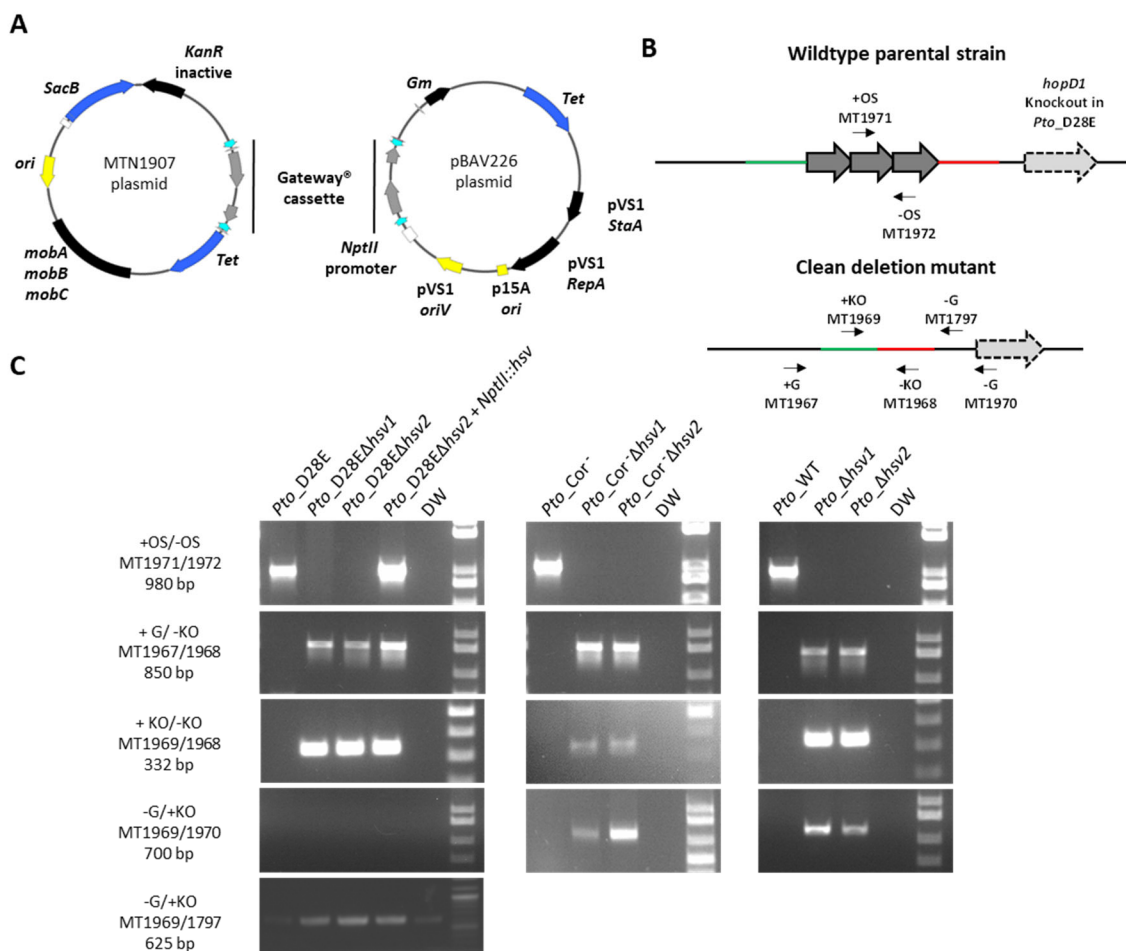 A
KanR
inactive
SacB
ori
MTN1907
plasmid
mobA
mobB
mobC
Tet
Gateway®
cassette
Gm
Tet
pBAV226
plasmid
pVS1
StaA
pVS1
RepA
p15A
ori
pVS1
oriV
NptII
promoter
B
Wildtype parental strain
+OS
MT1971
hopD1
Knockout in
Pto_D28E
-OS
MT1972
Clean deletion mutant
+KO
MT1969
-G
MT1797
+G
MT1967
-KO
MT1968
-G
MT1970
C
Pto_D28E
Pto_D28EΔhsv1
Pto_D28EΔhsv2
Pto_D28EΔhsv2 + NptII::hsv
DW
Pto_Cor⁻
Pto_Cor⁻Δhsv1
Pto_Cor⁻Δhsv2
DW
Pto_WT
Pto_Δhsv1
Pto_Δhsv2
DW
+OS/-OS
MT1971/1972
980 bp
+ G/ -KO
MT1967/1968
850 bp
+ KO/-KO
MT1969/1968
332 bp
-G/+KO
MT1969/1970
700 bp
-G/+KO
MT1969/1797
625 bp